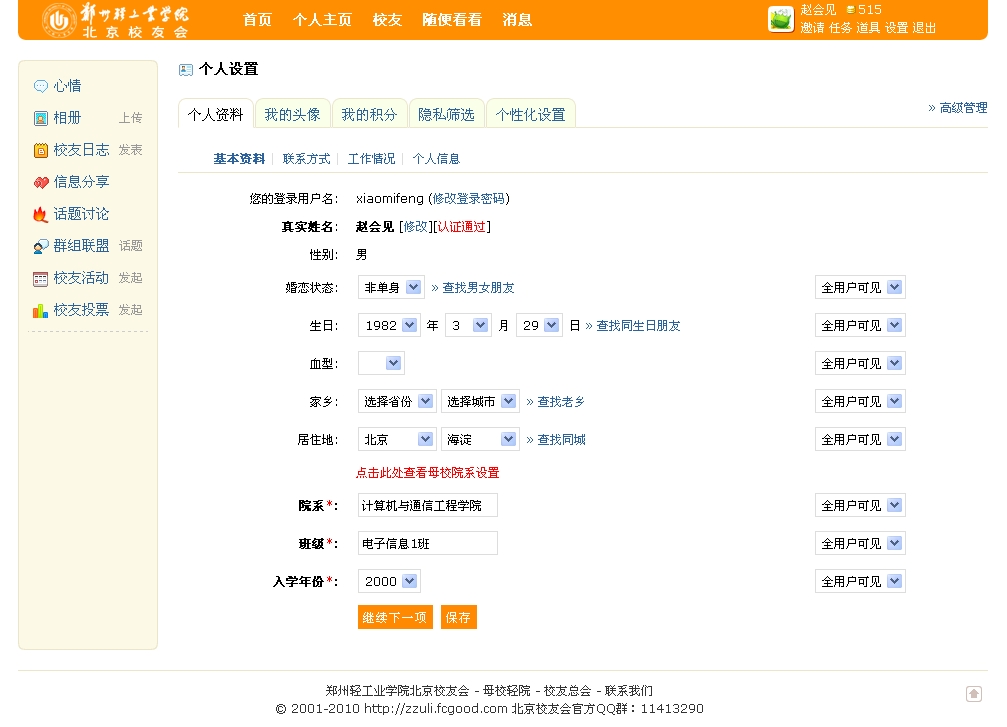 郑州轻工业学院
北京校友会
首页 个人主页 校友 随便看看 消息
赵会见 515
邀请 任务 道具 设置 退出
心情
相册 上传
校友日志 发表
信息分享
话题讨论
群组联盟 话题
校友活动 发起
校友投票 发起
个人设置
个人资料 我的头像 我的积分 隐私筛选 个性化设置
» 高级管理
基本资料 | 联系方式 | 工作情况 | 个人信息
您的登录用户名: xiaomifeng (修改登录密码)
真实姓名: 赵会见 [修改][认证通过]
性别: 男
婚恋状态: 非单身 » 查找男女朋友 全用户可见
生日: 1982 年 3 月 29 日 » 查找同生日朋友 全用户可见
血型: 全用户可见
家乡: 选择省份 选择城市 » 查找老乡 全用户可见
居住地: 北京 海淀 » 查找同城 全用户可见
点击此处查看母校院系设置
院系*: 计算机与通信工程学院 全用户可见
班级*: 电子信息1班 全用户可见
入学年份*: 2000 全用户可见
继续下一项 保存
郑州轻工业学院北京校友会 - 母校轻院 - 校友总会 - 联系我们
© 2001-2010 http://zzuli.fcgood.com 北京校友会官方QQ群：11413290